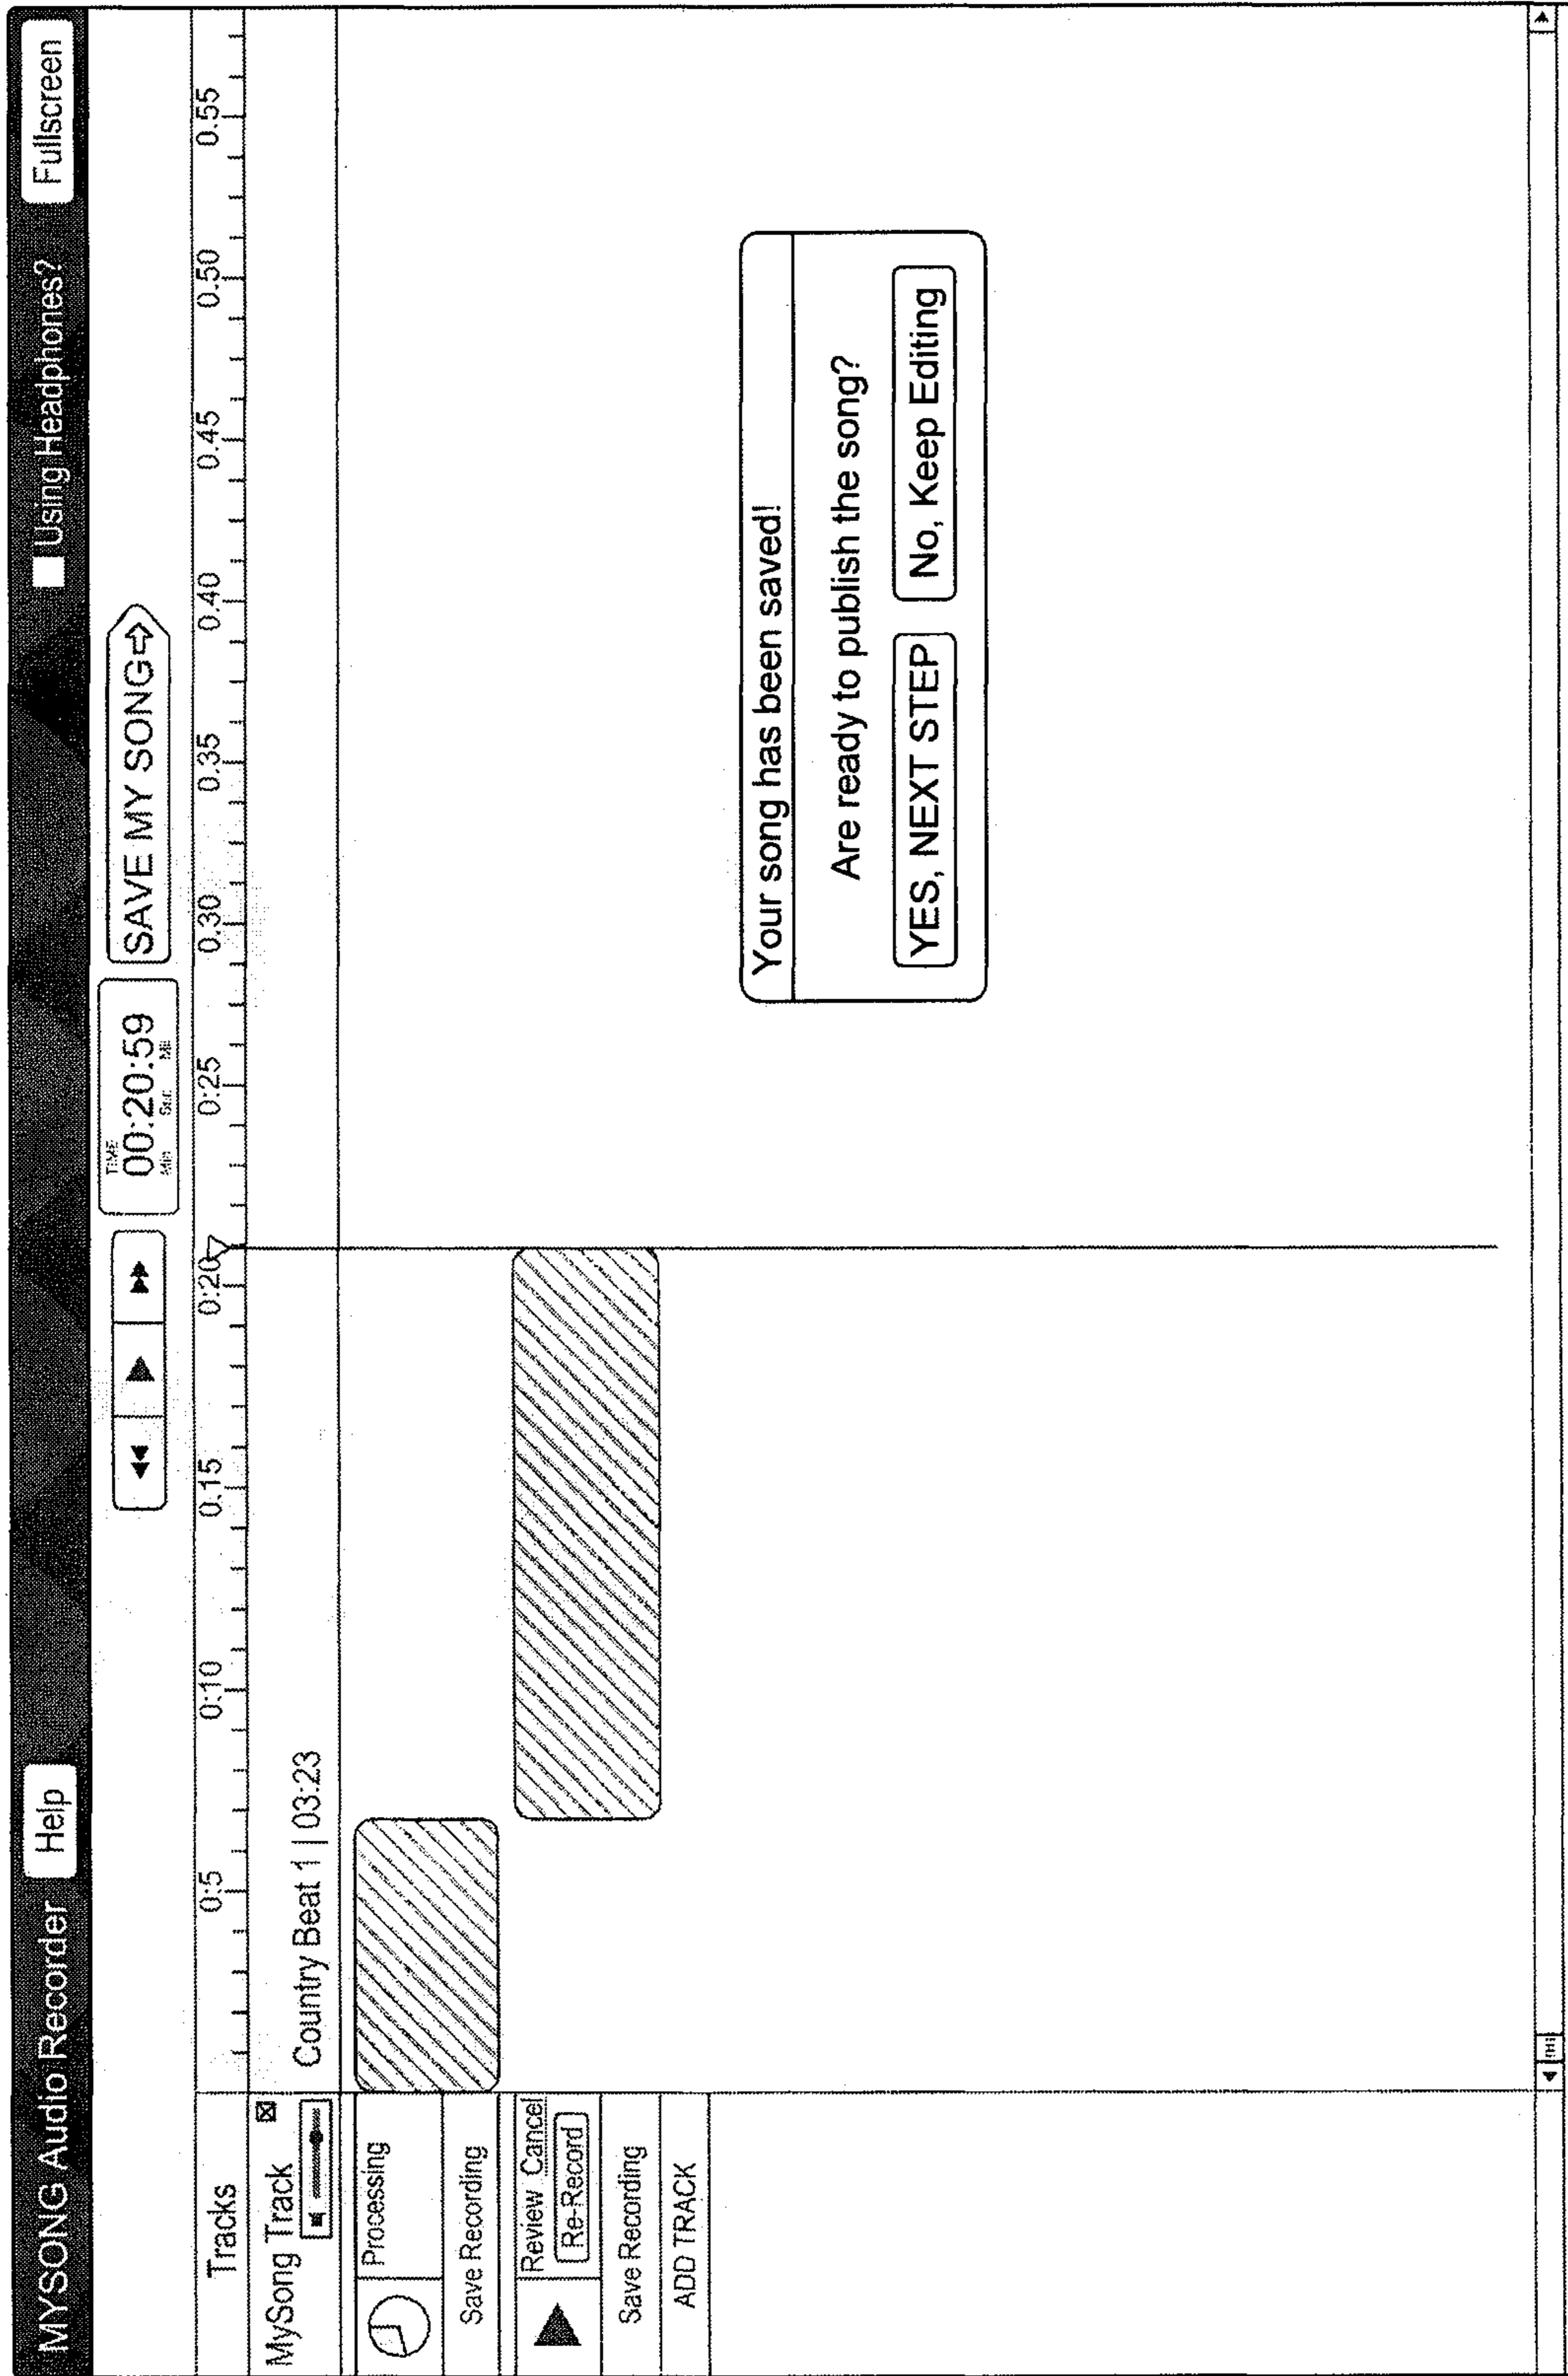 MYSONG Audio Recorder Help Using Headphones? Fullscreen
TIME
00:20:59 SAVE MY SONG
Min Sec Mil
Tracks 0:5 0:10 0.15 0:20 0:25 0.30 0.35 0.40 0.45 0.50 0.55
MySong Track
Country Beat 1 | 03:23
Processing
Save Recording
Review Cancel
Re-Record
Save Recording
ADD TRACK
Your song has been saved!
Are ready to publish the song?
YES, NEXT STEP No, Keep Editing